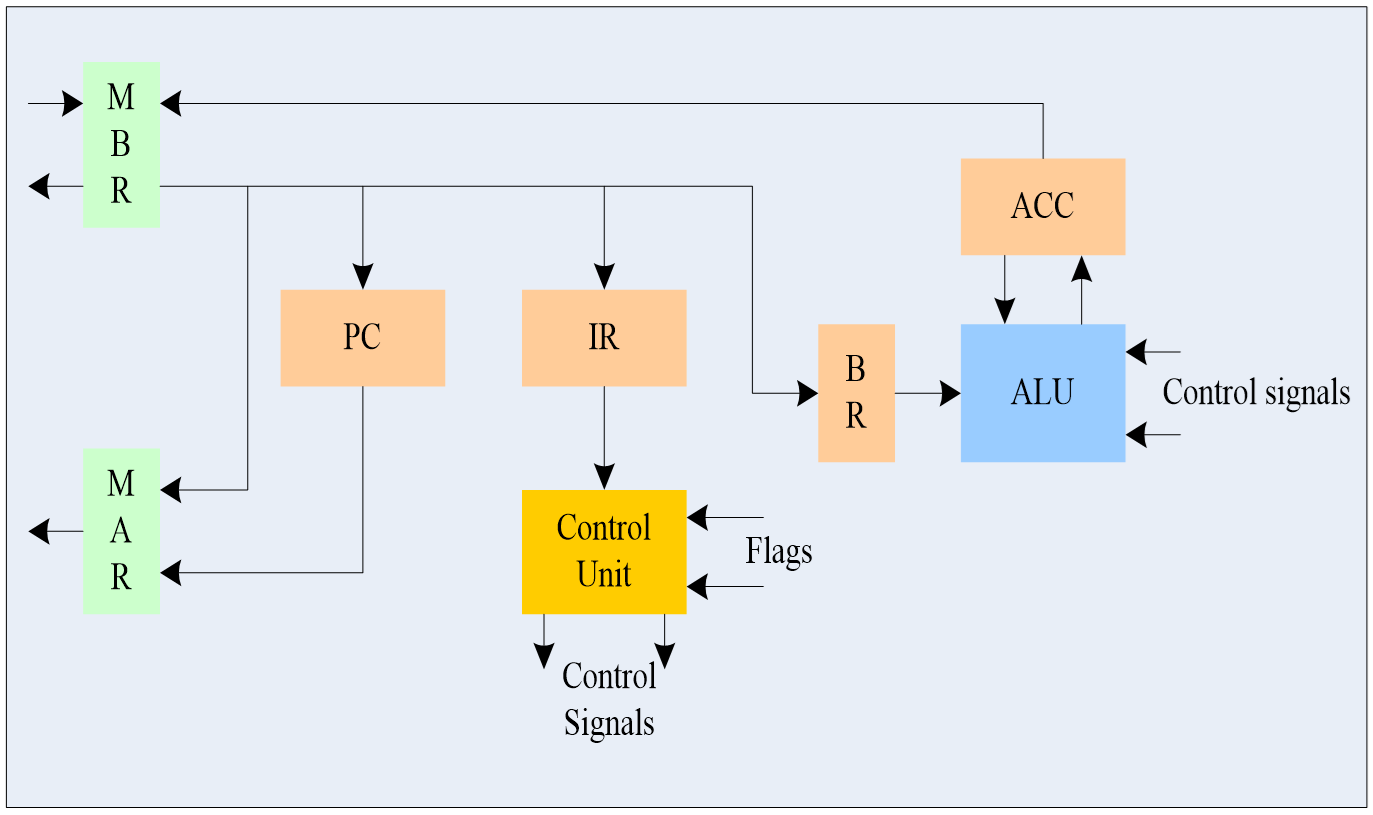 M
B
R
ACC
PC
IR
B
R
ALU
Control signals
M
A
R
Control
Unit
Flags
Control
Signals